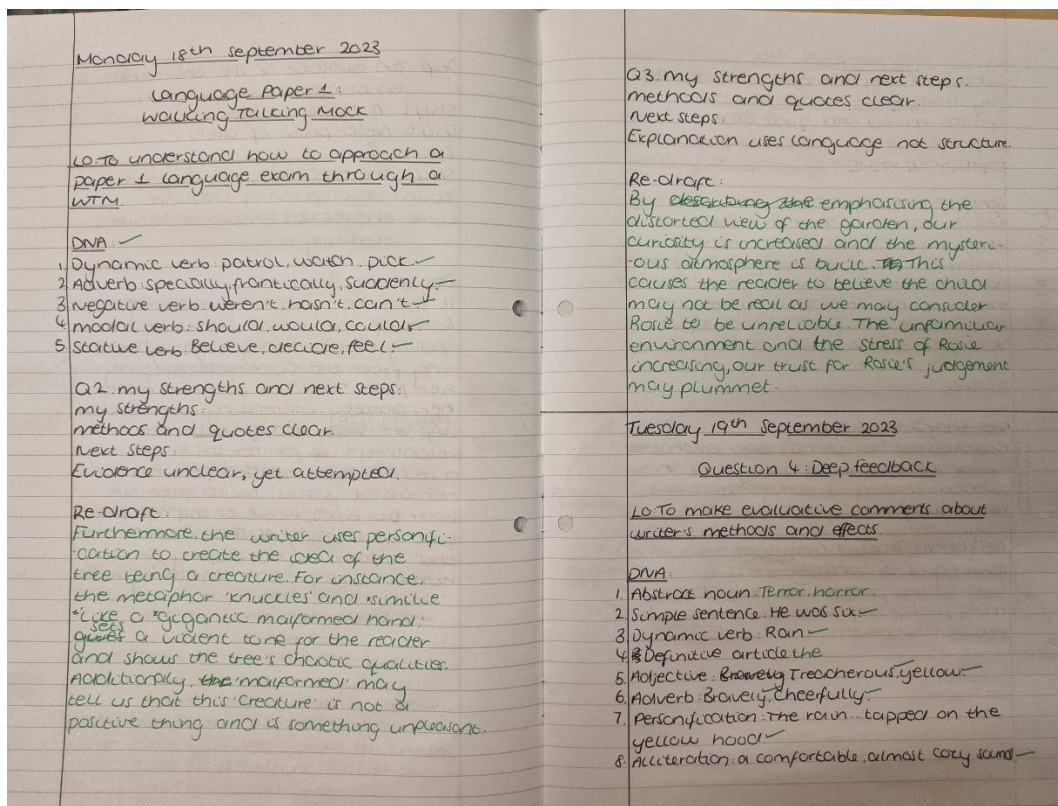 Monday 18th September 2023
Language Paper 1:
Walking Talking Mock
LO: To understand how to approach a
paper 1 language exam through a
WTM.
DNA:
1. Dynamic verb: patrol, watch, pick.
2. Adverb: specially, frantically, suddenly.
3. Negative verb: weren't, hasn't, can't
4. modal verb: should, would, could
5. Stative verb: Believe, decide, feel
Q2. my strengths and next steps:
my strengths:
methods and quotes clear.
Next steps
Evidence unclear, yet attempted.
Re-draft:
Furthermore, the writer uses personifi-
-cation to create the idea of the
tree being a creature. For instance,
the metaphor 'knuckles' and simile
'Like a gigantic malformed hand,'
gives sets a violent tone for the reader
and shows the tree's chaotic qualities.
Additionally, the 'malformed' may
tell us that this 'creature' is not a
positive thing and is something unpleasant.
Q3. my strengths and next steps.
methods and quotes clear.
Next steps.
Explanation uses language not structure
Re-draft:
By describing the emphasising the
distorted view of the garden, our
curiosity is increased and the mysteri-
-ous atmosphere is built. This
causes the reader to believe the child
may not be real as we may consider
Rosie to be unreliable. The unfamiliar
environment and the stress of Rosie
increasing, our trust for Rosie's judgement
may plummet.
Tuesday 19th September 2023
Question 4: Deep feedback
LO: To make evaluative comments about
writer's methods and effects.
DNA:
1. Abstract noun: Terror, horror.
2. Simple sentence: He was six
3. Dynamic verb: Ran
4. Definitive article: the
5. Adjective: Bravely Treacherous, yellow
6. Adverb: Bravely, Cheerfully
7. Personification: The rain tapped on the
yellow hood
8. Alliteration: a comfortable, almost cozy sound.